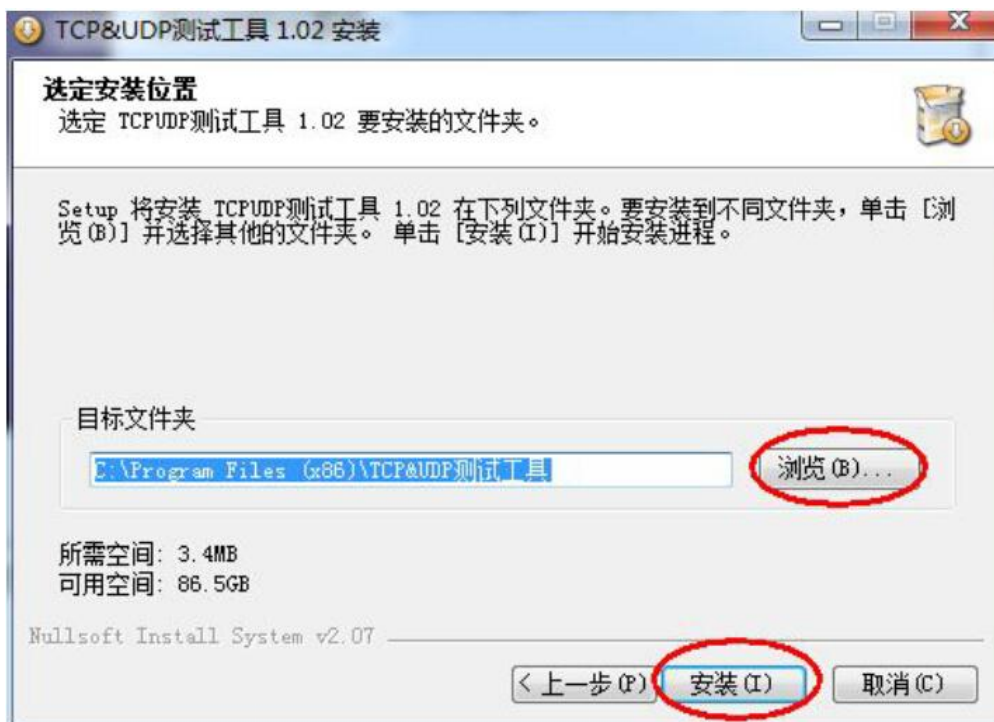 TCP&UDP测试工具 1.02 安装
选定安装位置
选定 TCPUDP测试工具 1.02 要安装的文件夹。
Setup 将安装 TCPUDP测试工具 1.02 在下列文件夹。要安装到不同文件夹，单击 [浏
览(B)] 并选择其他的文件夹。 单击 [安装(I)] 开始安装进程。
目标文件夹
C:\Program Files (x86)\TCP&UDP测试工具
浏览(B)...
所需空间: 3.4MB
可用空间: 86.5GB
Nullsoft Install System v2.07
< 上一步(P) 安装(I) 取消(C)